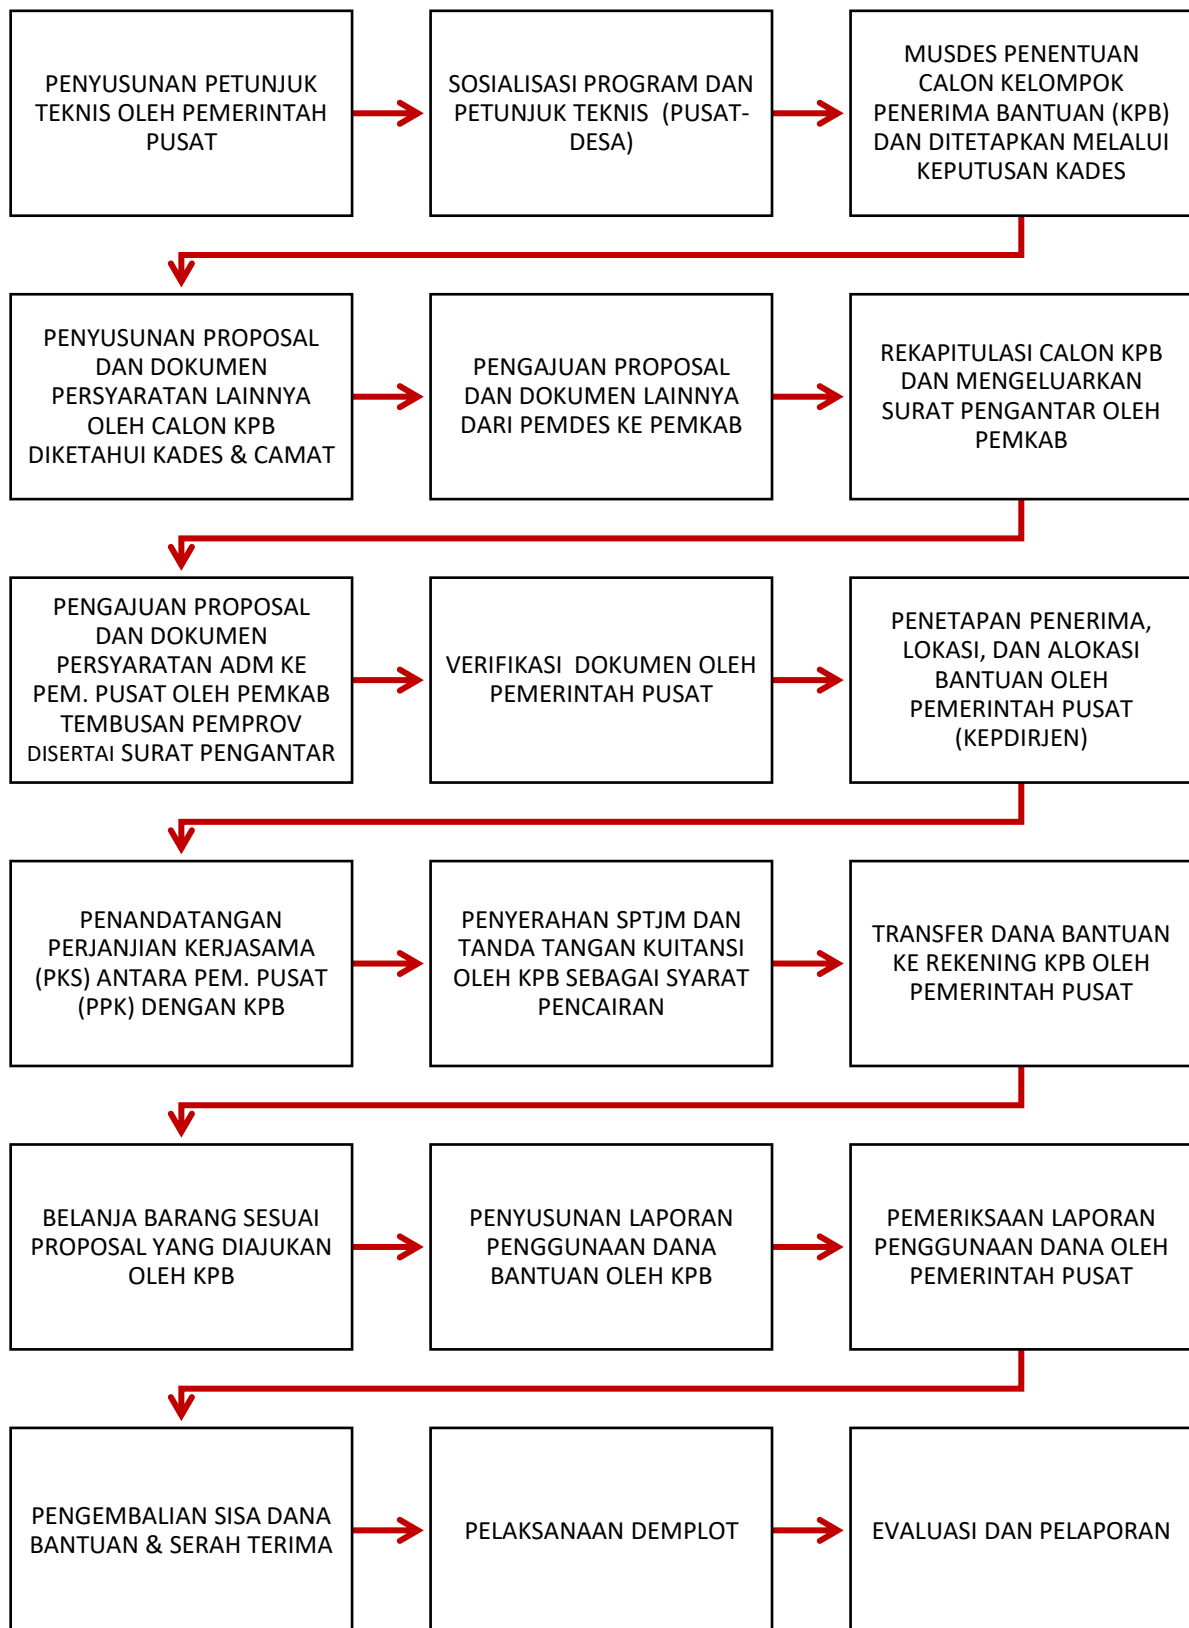 PENYUSUNAN PETUNJUK
TEKNIS OLEH PEMERINTAH
PUSAT
SOSIALISASI PROGRAM DAN
PETUNJUK TEKNIS (PUSAT-
DESA)
MUSDES PENENTUAN
CALON KELOMPOK
PENERIMA BANTUAN (KPB)
DAN DITETAPKAN MELALUI
KEPUTUSAN KADES
PENYUSUNAN PROPOSAL
DAN DOKUMEN
PERSYARATAN LAINNYA
OLEH CALON KPB
DIKETAHUI KADES & CAMAT
PENGAJUAN PROPOSAL
DAN DOKUMEN LAINNYA
DARI PEMDES KE PEMKAB
REKAPITULASI CALON KPB
DAN MENGELUARKAN
SURAT PENGANTAR OLEH
PEMKAB
PENGAJUAN PROPOSAL
DAN DOKUMEN
PERSYARATAN ADM KE
PEM. PUSAT OLEH PEMKAB
TEMBUSAN PEMPROV
DISERTAI SURAT PENGANTAR
VERIFIKASI DOKUMEN OLEH
PEMERINTAH PUSAT
PENETAPAN PENERIMA,
LOKASI, DAN ALOKASI
BANTUAN OLEH
PEMERINTAH PUSAT
(KEPDIRJEN)
PENANDATANGAN
PERJANJIAN KERJASAMA
(PKS) ANTARA PEM. PUSAT
(PPK) DENGAN KPB
PENYERAHAN SPTJM DAN
TANDA TANGAN KUITANSI
OLEH KPB SEBAGAI SYARAT
PENCAIRAN
TRANSFER DANA BANTUAN
KE REKENING KPB OLEH
PEMERINTAH PUSAT
BELANJA BARANG SESUAI
PROPOSAL YANG DIAJUKAN
OLEH KPB
PENYUSUNAN LAPORAN
PENGGUNAAN DANA
BANTUAN OLEH KPB
PEMERIKSAAN LAPORAN
PENGGUNAAN DANA OLEH
PEMERINTAH PUSAT
PENGEMBALIAN SISA DANA
BANTUAN & SERAH TERIMA
PELAKSANAAN DEMPLOT
EVALUASI DAN PELAPORAN